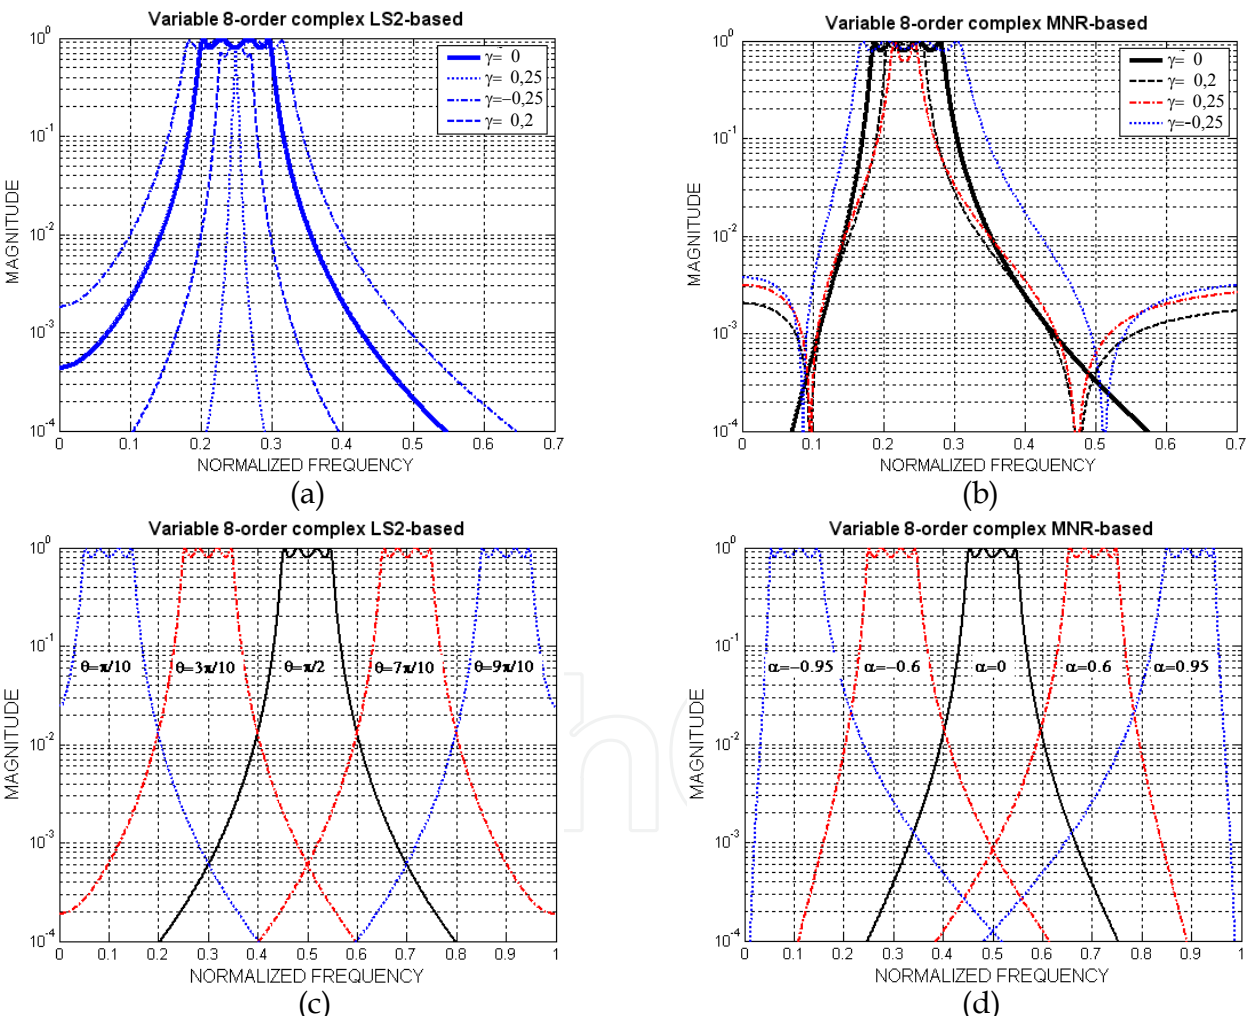 Variable 8-order complex LS2-based
MAGNITUDE
10^0
10^-1
10^-2
10^-3
10^-4
γ= 0
γ= 0,25
γ=-0,25
γ= 0,2
0 0.1 0.2 0.3 0.4 0.5 0.6 0.7
NORMALIZED FREQUENCY
(a)
Variable 8-order complex MNR-based
MAGNITUDE
10^0
10^-1
10^-2
10^-3
10^-4
γ= 0
γ= 0,2
γ= 0,25
γ=-0,25
0 0.1 0.2 0.3 0.4 0.5 0.6 0.7
NORMALIZED FREQUENCY
(b)
Variable 8-order complex LS2-based
MAGNITUDE
10^0
10^-1
10^-2
10^-3
10^-4
θ=π/10 θ=3π/10 θ=π/2 θ=7π/10 θ=9π/10
0 0.1 0.2 0.3 0.4 0.5 0.6 0.7 0.8 0.9 1
NORMALIZED FREQUENCY
(c)
Variable 8-order complex MNR-based
MAGNITUDE
10^0
10^-1
10^-2
10^-3
10^-4
α=-0.95 α=-0.6 α=0 α=0.6 α=0.95
0 0.1 0.2 0.3 0.4 0.5 0.6 0.7 0.8 0.9 1
NORMALIZED FREQUENCY
(d)